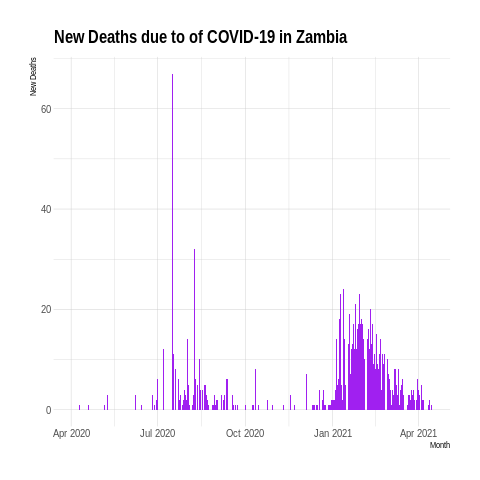 New Deaths due to of COVID-19 in Zambia
New Deaths
60
40
20
0
Apr 2020 Jul 2020 Oct 2020 Jan 2021 Apr 2021
Month